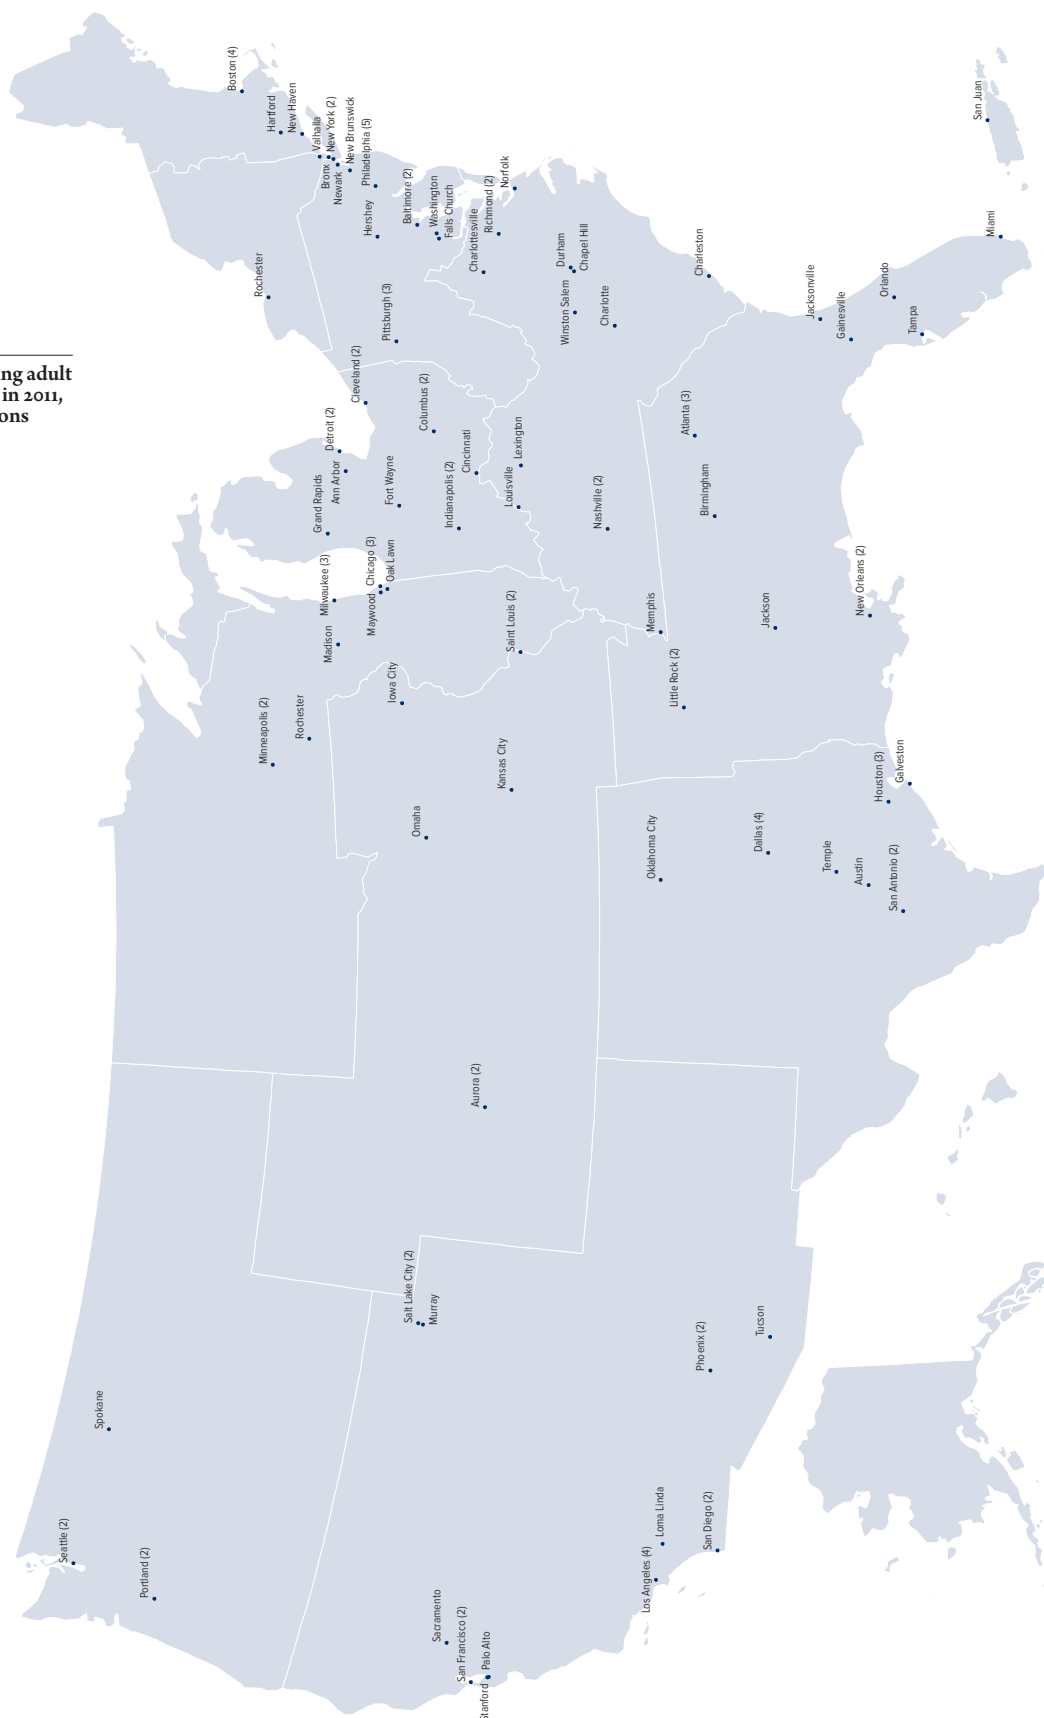 ng adult
in 2011,
ons
Boston (4)
Hartford
New Haven
Valhalla
New York (2)
Bronx
Newark
New Brunswick
Philadelphia (5)
Hershey
Baltimore (2)
Washington
Falls Church
Charlottesville
Richmond (2)
Norfolk
Rochester
Pittsburgh (3)
Durham
Chapel Hill
Winston Salem
Charlotte
Charleston
San Juan
Miami
Jacksonville
Gainesville
Orlando
Tampa
Cleveland (2)
Columbus (2)
Cincinnati
Detroit (2)
Ann Arbor
Grand Rapids
Fort Wayne
Indianapolis (2)
Louisville
Lexington
Nashville (2)
Atlanta (3)
Birmingham
Milwaukee (3)
Madison
Chicago (3)
Maywood
Oak Lawn
Saint Louis (2)
Memphis
Little Rock (2)
Jackson
New Orleans (2)
Minneapolis (2)
Rochester
Iowa City
Kansas City
Omaha
Oklahoma City
Dallas (4)
Temple
Austin
San Antonio (2)
Houston (3)
Galveston
Aurora (2)
Salt Lake City (2)
Murray
Phoenix (2)
Tucson
Spokane
Seattle (2)
Portland (2)
Sacramento
San Francisco (2)
Stanford
Palo Alto
Los Angeles (4)
Loma Linda
San Diego (2)